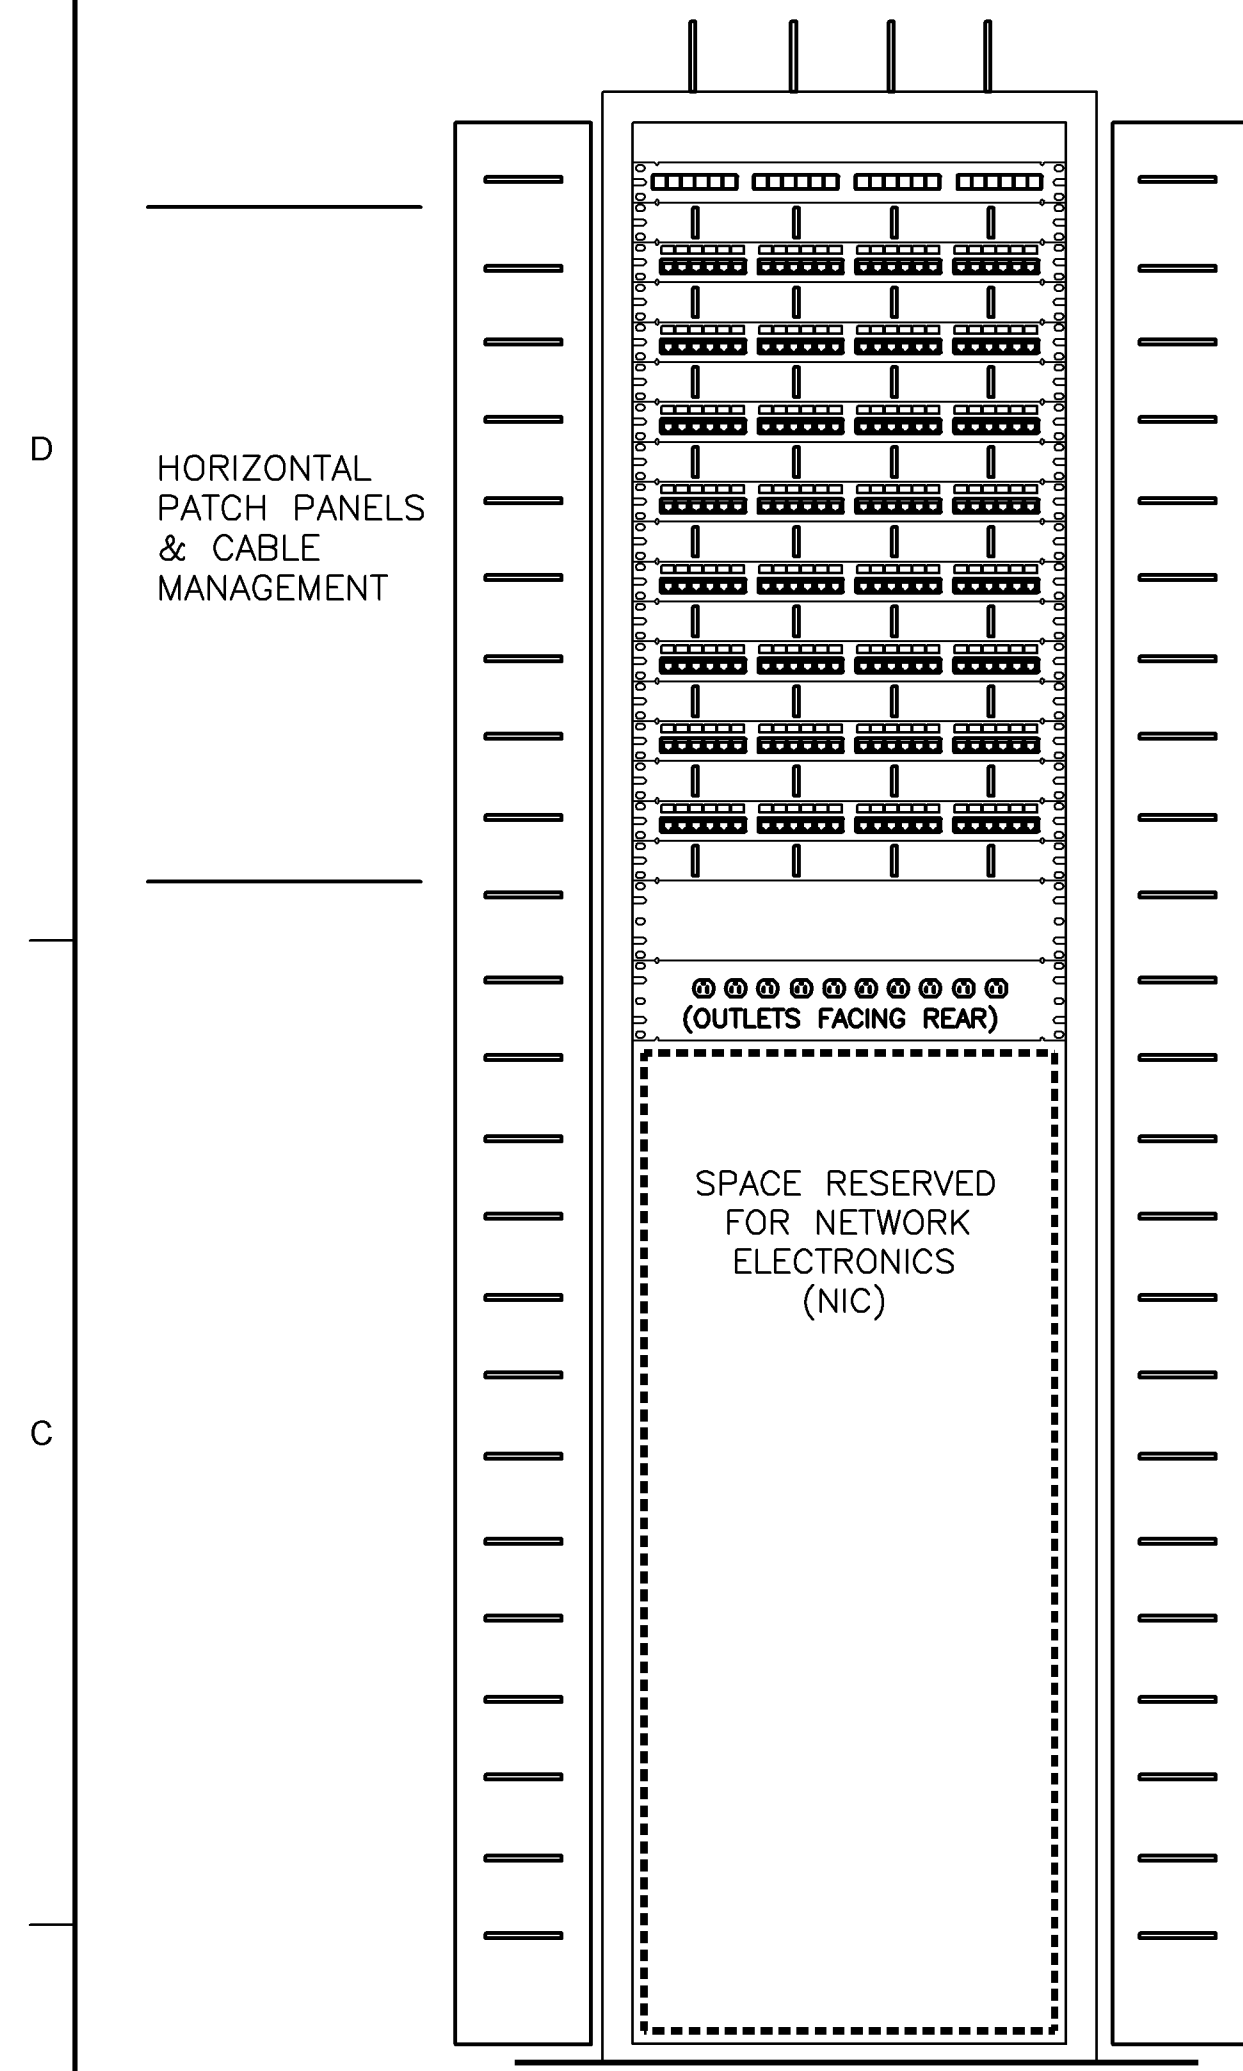 D
HORIZONTAL
PATCH PANELS
& CABLE
MANAGEMENT
(OUTLETS FACING REAR)
SPACE RESERVED
FOR NETWORK
ELECTRONICS
(NIC)
C